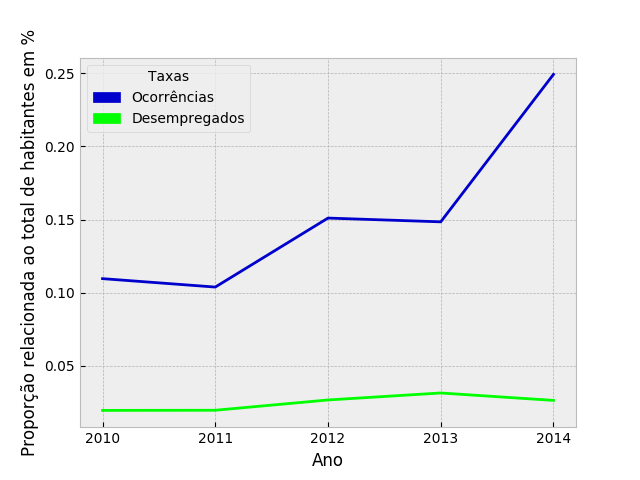 Proporção relacionada ao total de habitantes em %
0.25
0.20
0.15
0.10
0.05
Taxas
Ocorrências
Desempregados
2010 2011 2012 2013 2014
Ano